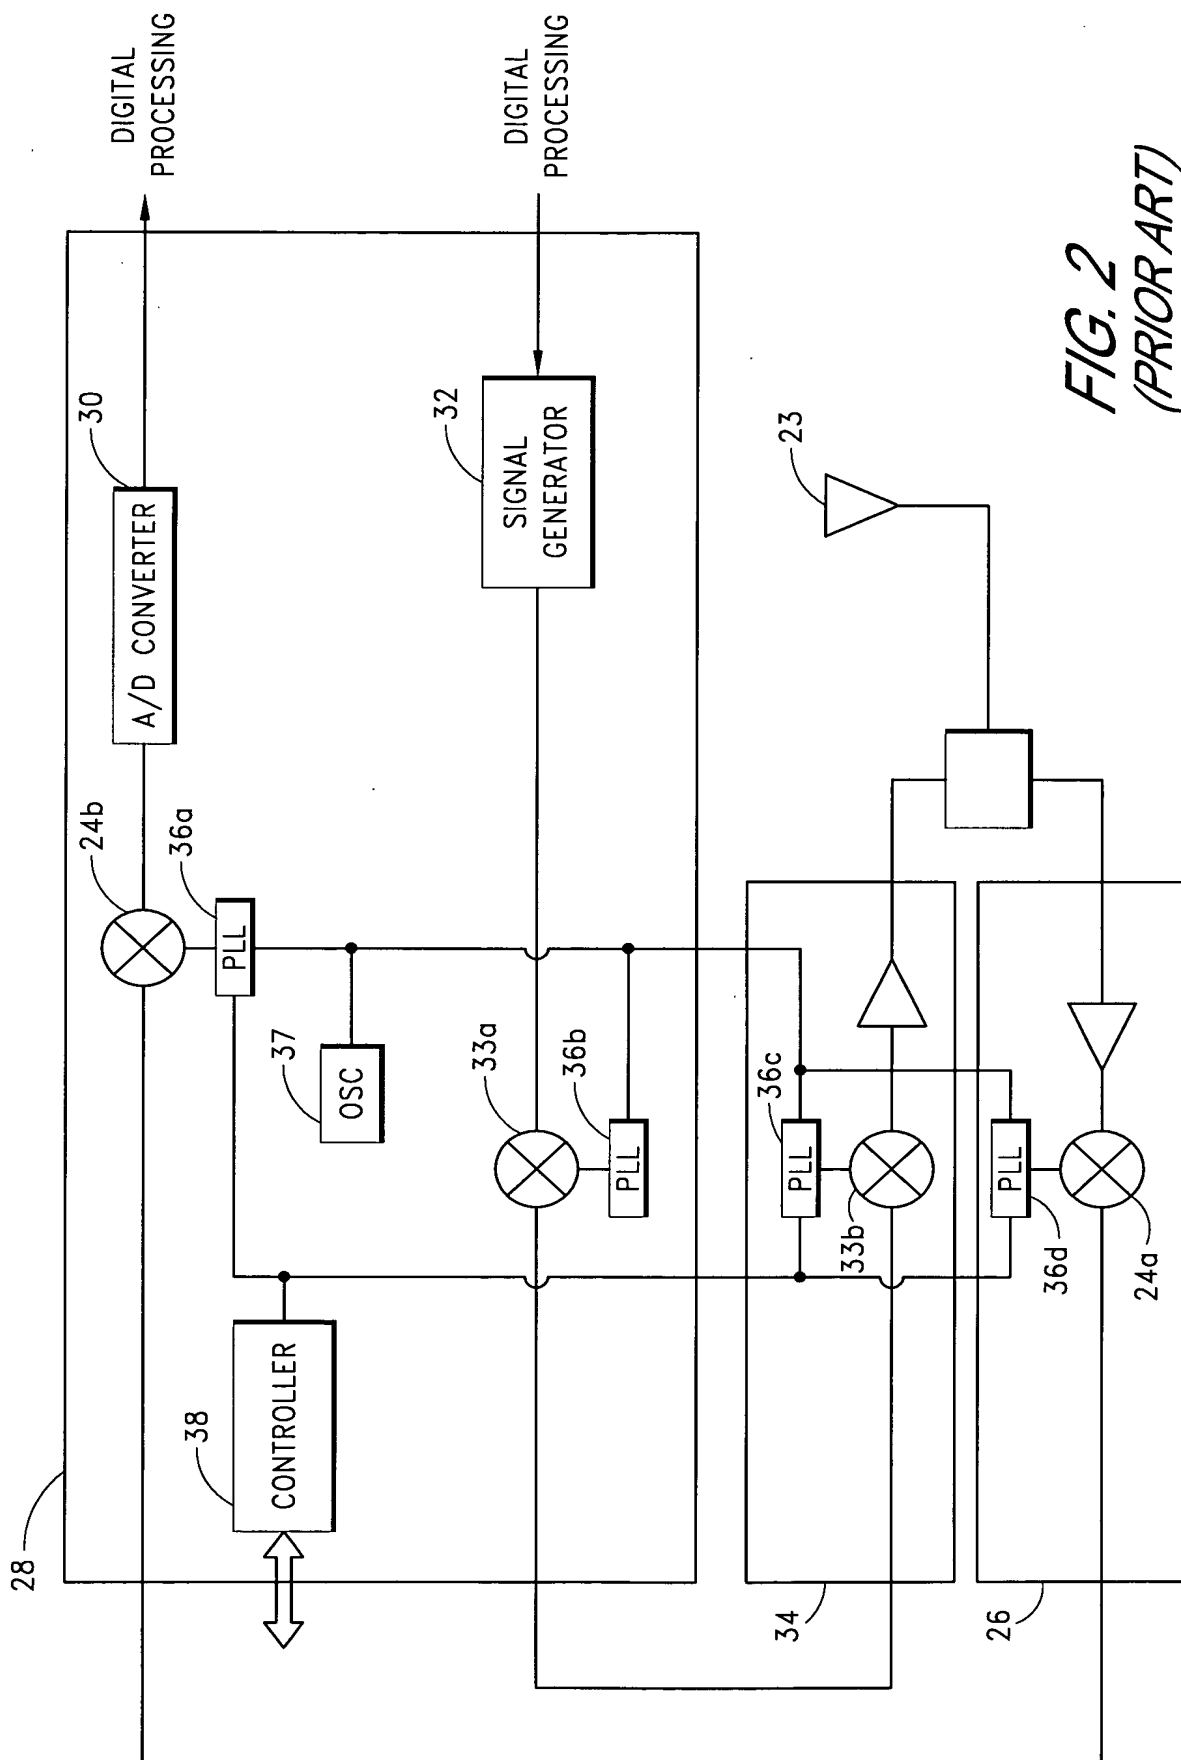 28
38
CONTROLLER
24b
36a
PLL
37
OSC
30
A/D CONVERTER
DIGITAL
PROCESSING
33a
36b
PLL
32
SIGNAL
GENERATOR
DIGITAL
PROCESSING
34
36c
PLL
33b
23
26
PLL
36d
24a
FIG. 2
(PRIOR ART)